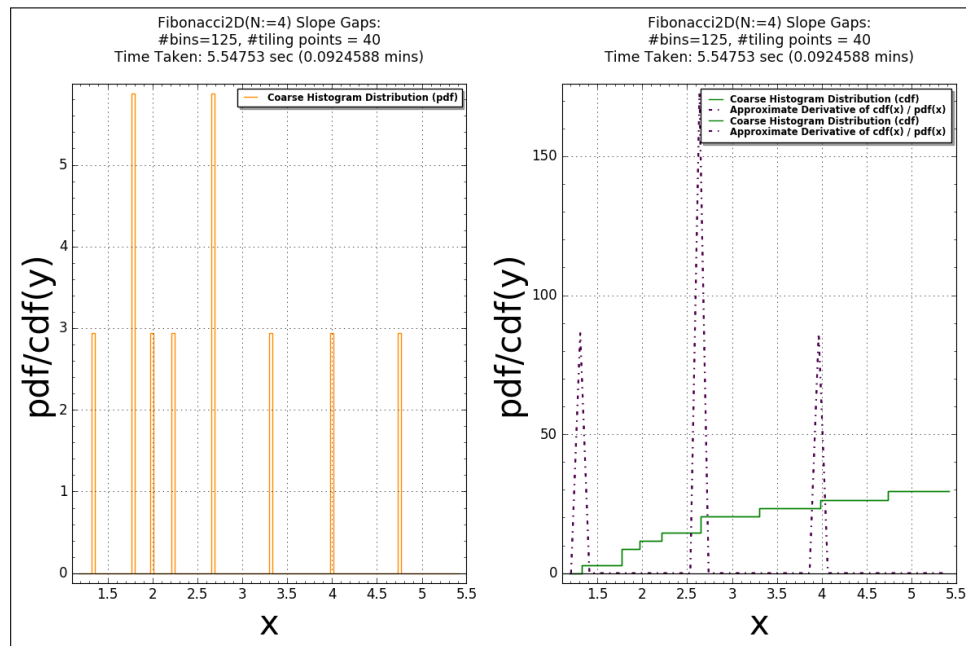 Fibonacci2D(N:=4) Slope Gaps:
#bins=125, #tiling points = 40
Time Taken: 5.54753 sec (0.0924588 mins)
Coarse Histogram Distribution (pdf)
pdf/cdf(y)
5
4
3
2
1
0
1.5 2 2.5 3 3.5 4 4.5 5 5.5
x
Fibonacci2D(N:=4) Slope Gaps:
#bins=125, #tiling points = 40
Time Taken: 5.54753 sec (0.0924588 mins)
Coarse Histogram Distribution (cdf)
Approximate Derivative of cdf(x) / pdf(x)
Coarse Histogram Distribution (cdf)
Approximate Derivative of cdf(x) / pdf(x)
pdf/cdf(y)
150
100
50
0
1.5 2 2.5 3 3.5 4 4.5 5 5.5
x